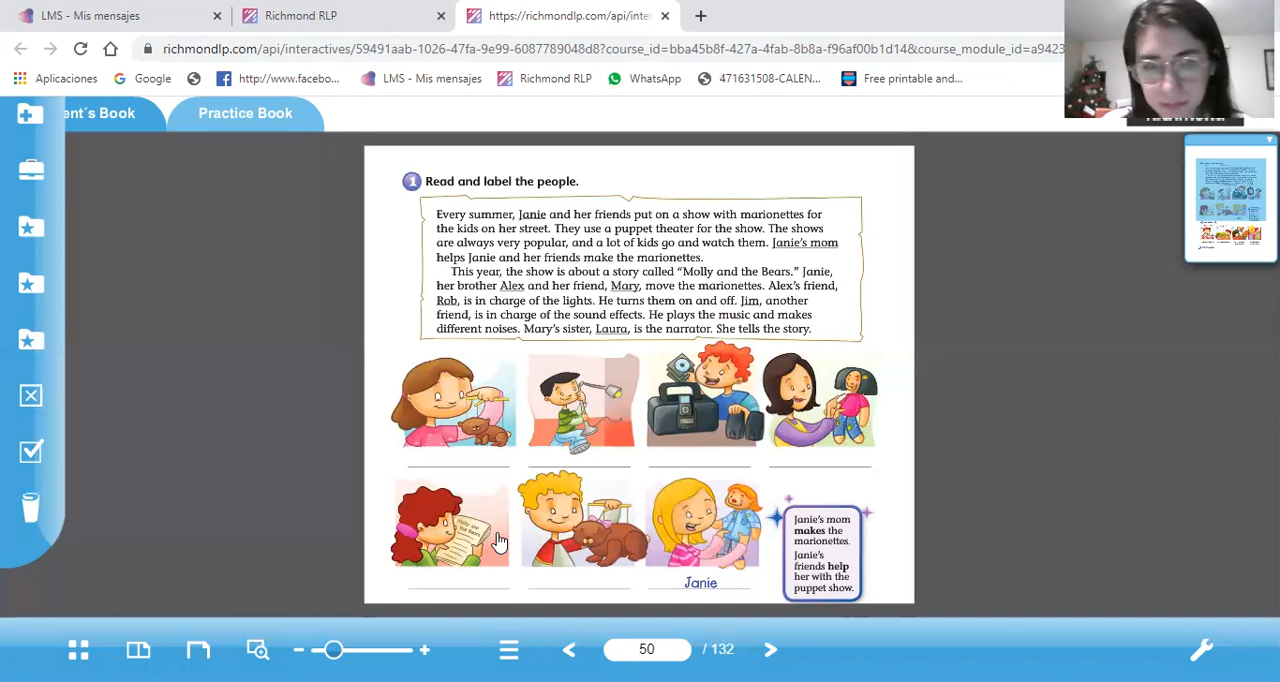 LMS - Mis mensajes
Richmond RLP
https://richmondlp.com/api/inte
richmondlp.com/api/interactives/59491aab-1026-47fa-9e99-6087789048d8?course_id=bba45b8f-427a-4fab-8b8a-f96af00b1d14&course_module_id=a9423
Aplicaciones
Google
http://www.facebo...
LMS - Mis mensajes
Richmond RLP
WhatsApp
471631508-CALEN...
Free printable and...
ent´s Book
Practice Book
1 Read and label the people.
Every summer, Janie and her friends put on a show with marionettes for
the kids on her street. They use a puppet theater for the show. The shows
are always very popular, and a lot of kids go and watch them. Janie's mom
helps Janie and her friends make the marionettes.
This year, the show is about a story called “Molly and the Bears.” Janie,
her brother Alex and her friend, Mary, move the marionettes. Alex's friend,
Rob, is in charge of the lights. He turns them on and off. Jim, another
friend, is in charge of the sound effects. He plays the music and makes
different noises. Mary's sister, Laura, is the narrator. She tells the story.
Molly and
the Bears
Janie
Janie's mom
makes the
marionettes.
Janie's
friends help
her with the
puppet show.
50 / 132